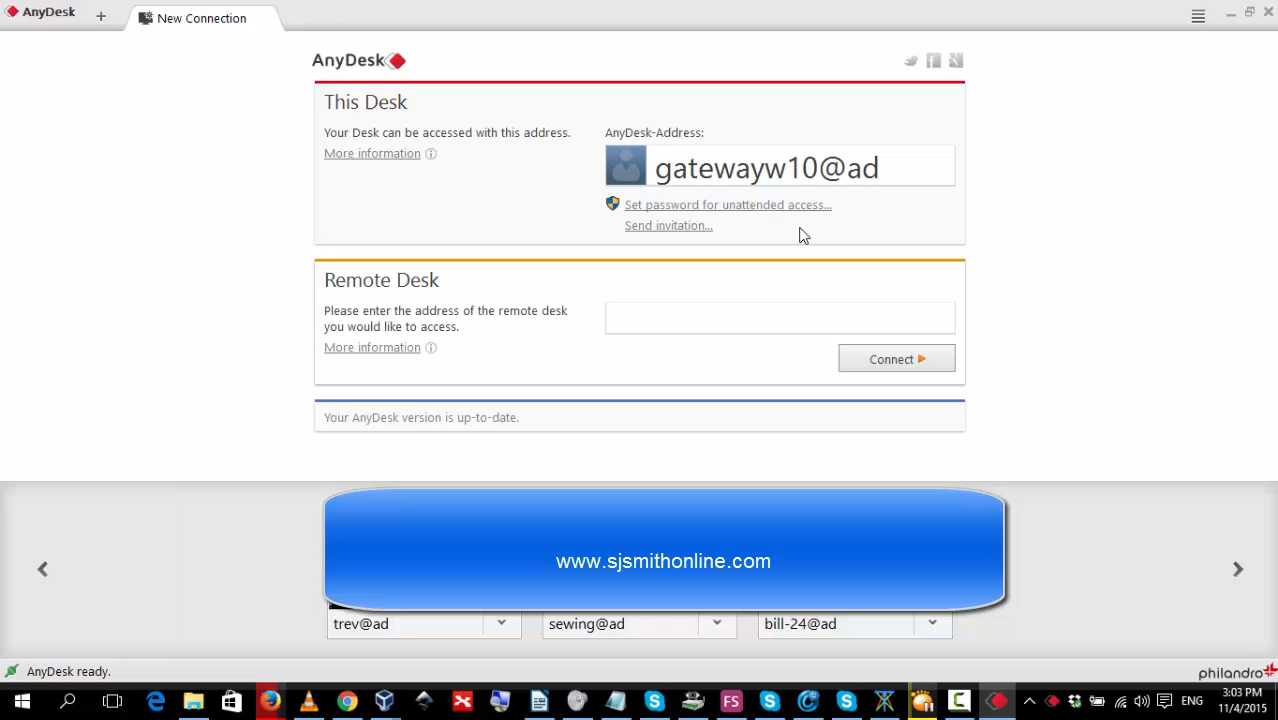 AnyDesk
+
New Connection
AnyDesk
This Desk
Your Desk can be accessed with this address.
More information
AnyDesk-Address:
gatewayw10@ad
Set password for unattended access...
Send invitation...
Remote Desk
Please enter the address of the remote desk
you would like to access.
More information
Connect
Your AnyDesk version is up-to-date.
www.sjsmithonline.com
trev@ad
sewing@ad
bill-24@ad
AnyDesk ready.
philandro
FS
ENG
3:03 PM
11/4/2015